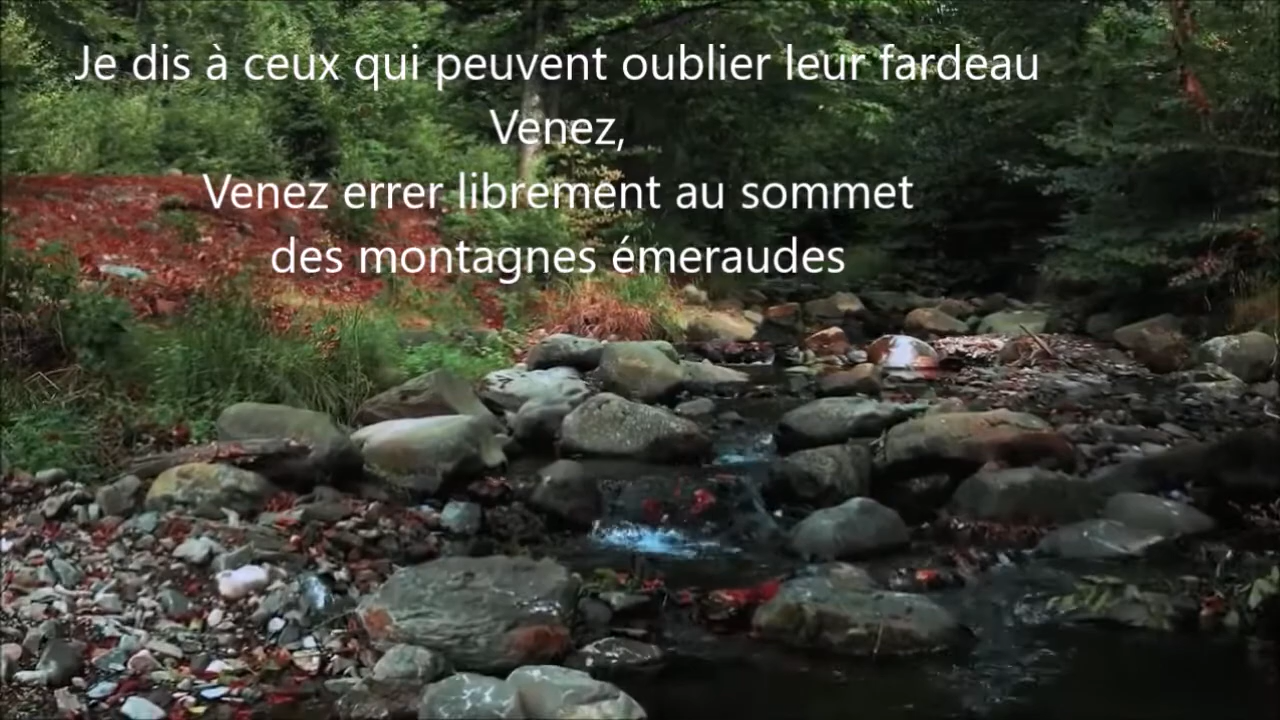 Je dis à ceux qui peuvent oublier leur fardeau
Venez,
Venez errer librement au sommet
des montagnes émeraudes